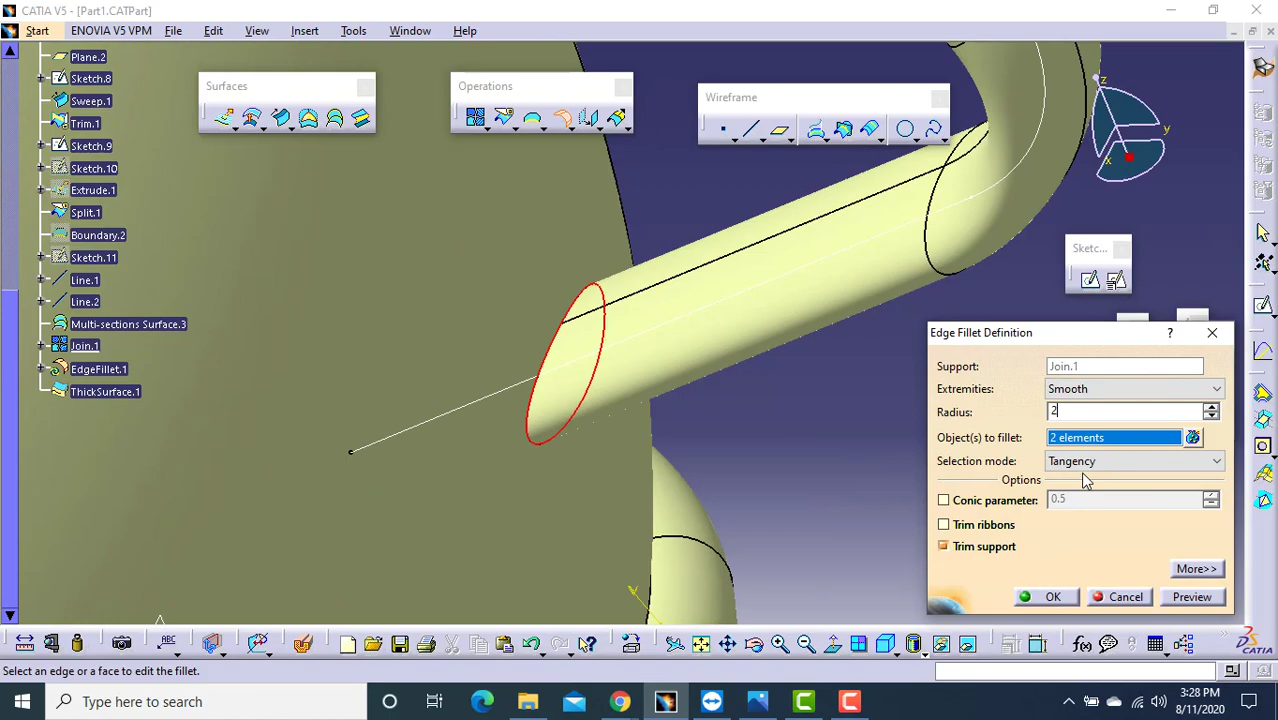 CATIA V5 - [Part1.CATPart]
Start ENOVIA V5 VPM File Edit View Insert Tools Window Help
Plane.2
Sketch.8
Sweep.1
Trim.1
Sketch.9
Sketch.10
Extrude.1
Split.1
Boundary.2
Sketch.11
Line.1
Line.2
Multi-sections Surface.3
Join.1
EdgeFillet.1
ThickSurface.1
Surfaces
Operations
Wireframe
z
y
x
Sketc...
Edge Fillet Definition ? 
Support: Join.1
Extremities: Smooth
Radius: 2
Object(s) to fillet: 2 elements
Selection mode: Tangency
Options
Conic parameter: 0.5
Trim ribbons
Trim support
More>>
OK Cancel Preview
ABC
f(x)
CATIA
Select an edge or a face to edit the fillet.
Type here to search
3:28 PM
8/11/2020